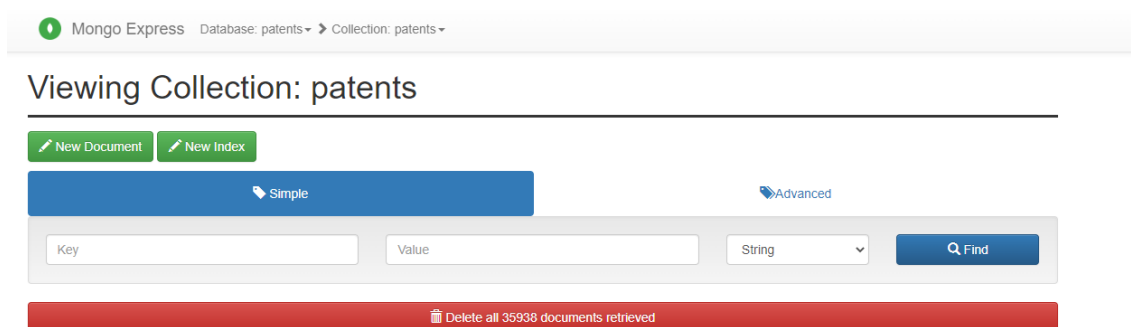 Mongo Express Database: patents Collection: patents
Viewing Collection: patents
New Document New Index
Simple Advanced
Key Value String Find
Delete all 35938 documents retrieved